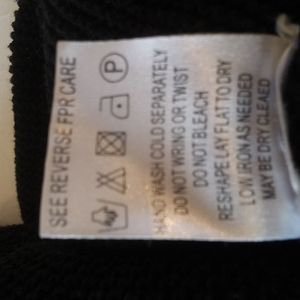 SEE REVERSE FPR CARE
P
HAND WASH COLD SEPARATELY
DO NOT WRING OR TWIST
DO NOT BLEACH
RESHAPE LAY FLAT TO DRY
LOW IRON AS NEEDED
MAY BE DRY CLEAED